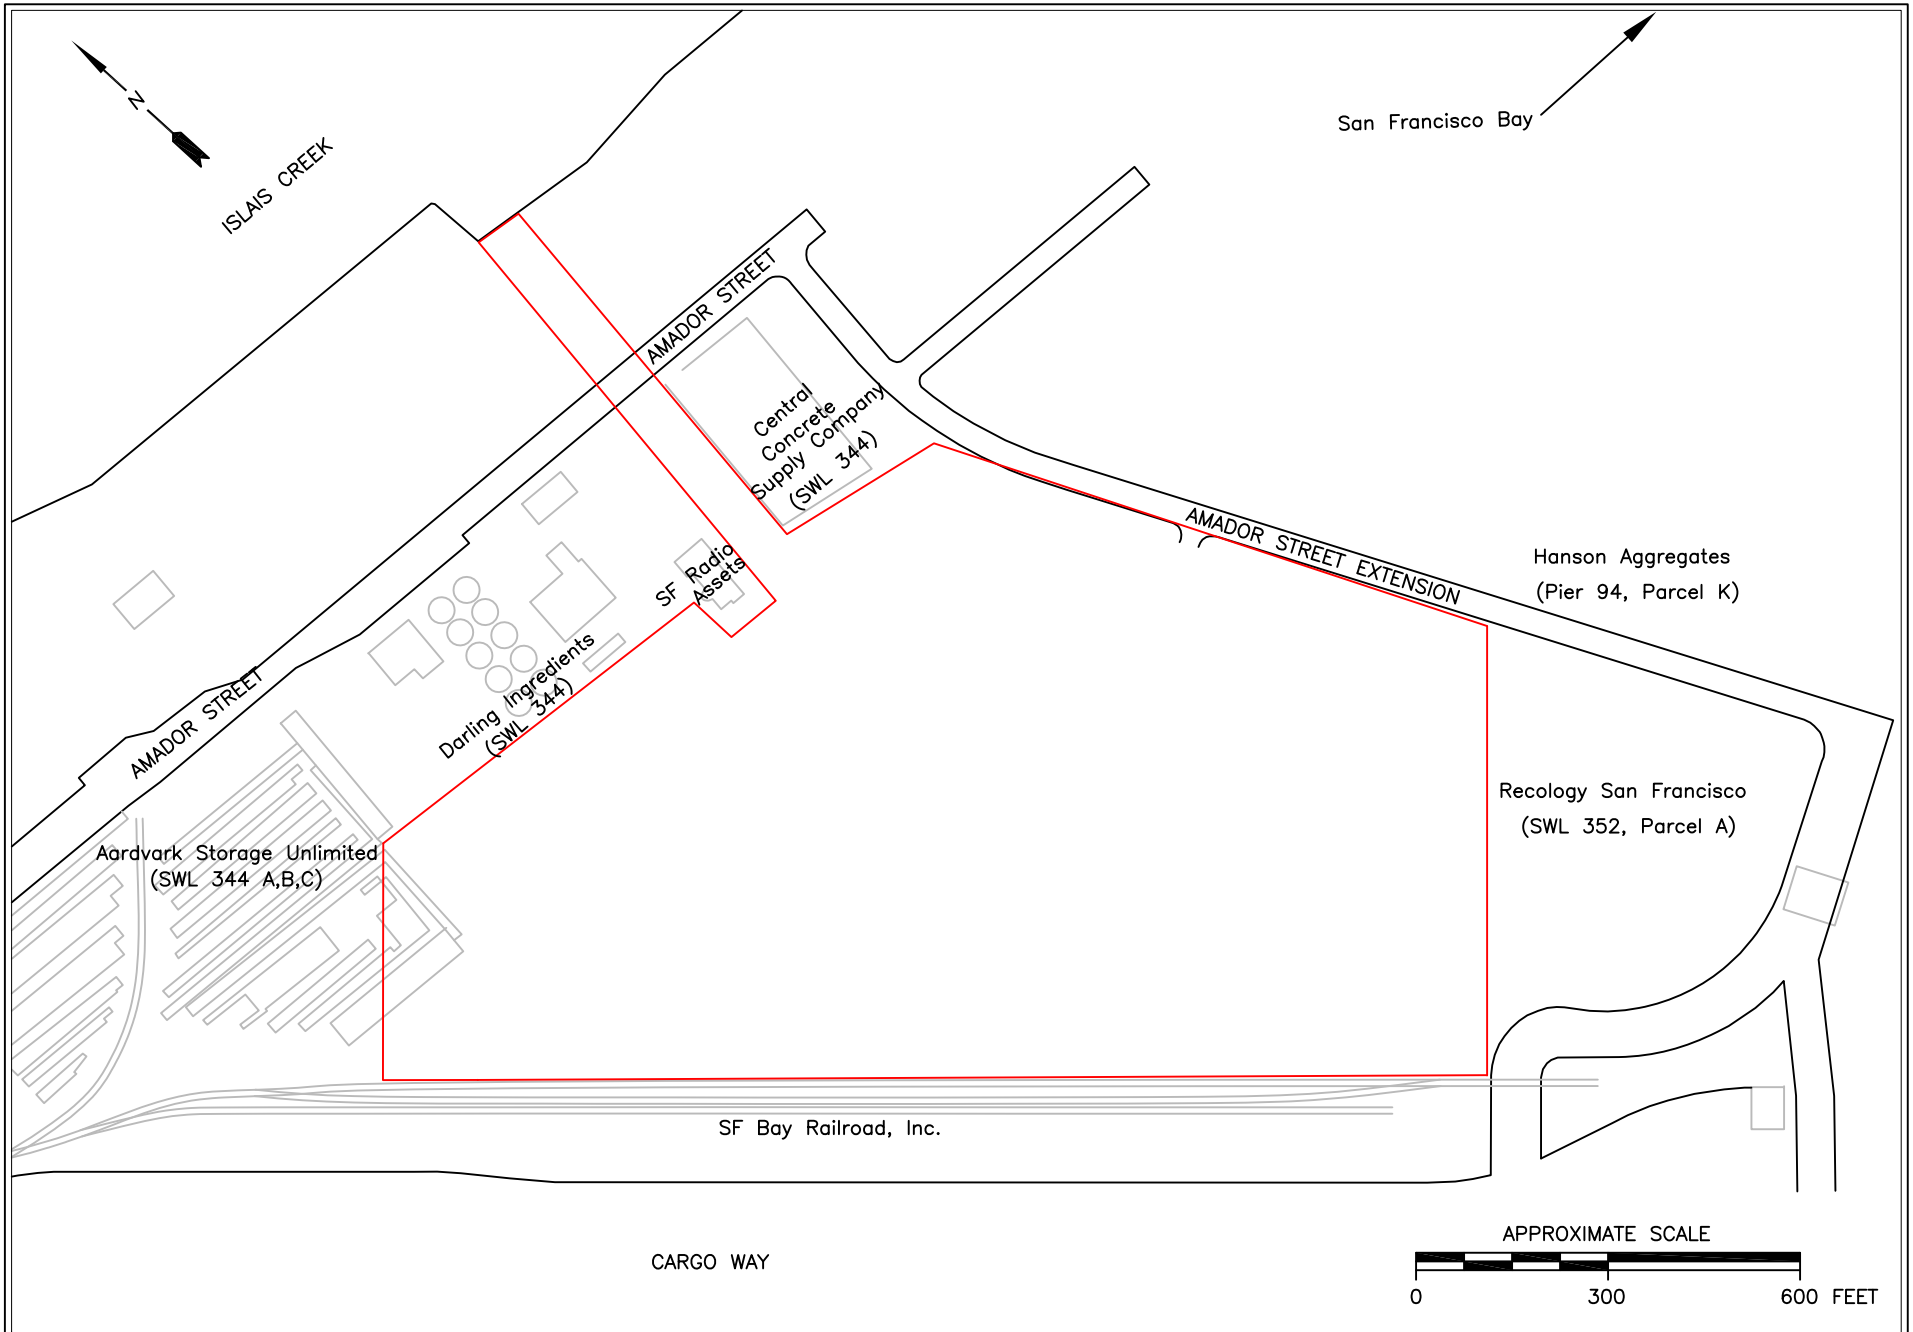 N
ISLAIS CREEK
San Francisco Bay
AMADOR STREET
Central
Concrete
Supply Company
(SWL 344)
AMADOR STREET EXTENSION
Hanson Aggregates
(Pier 94, Parcel K)
SF Radio
Assets
Darling Ingredients
(SWL 344)
AMADOR STREET
Recology San Francisco
(SWL 352, Parcel A)
Aardvark Storage Unlimited
(SWL 344 A,B,C)
SF Bay Railroad, Inc.
CARGO WAY
APPROXIMATE SCALE
0 300 600 FEET